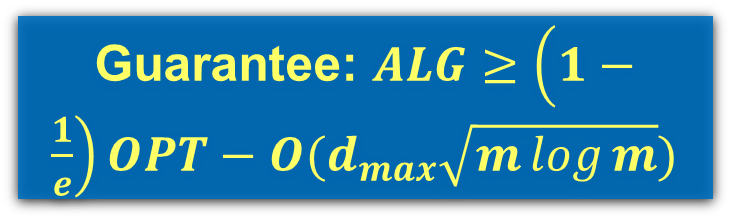 Guarantee: ALG ≥ (1 −
1/e) OPT − O(d_max√(m log m))